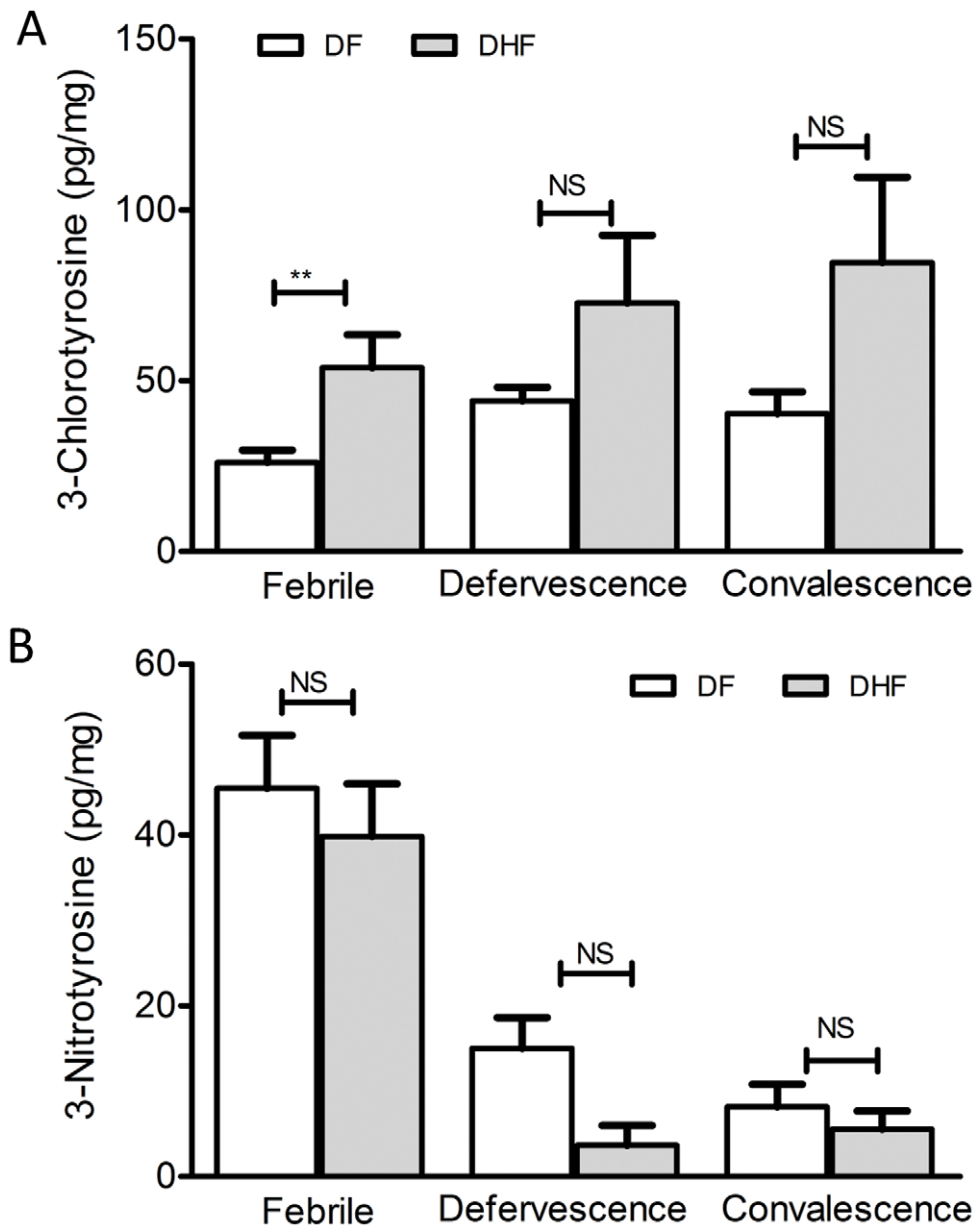 A
3-Chlorotyrosine (pg/mg)
150
100
50
0
DF
DHF
**
NS
NS
Febrile
Defervescence
Convalescence
B
3-Nitrotyrosine (pg/mg)
60
40
20
0
DF
DHF
NS
NS
NS
Febrile
Defervescence
Convalescence